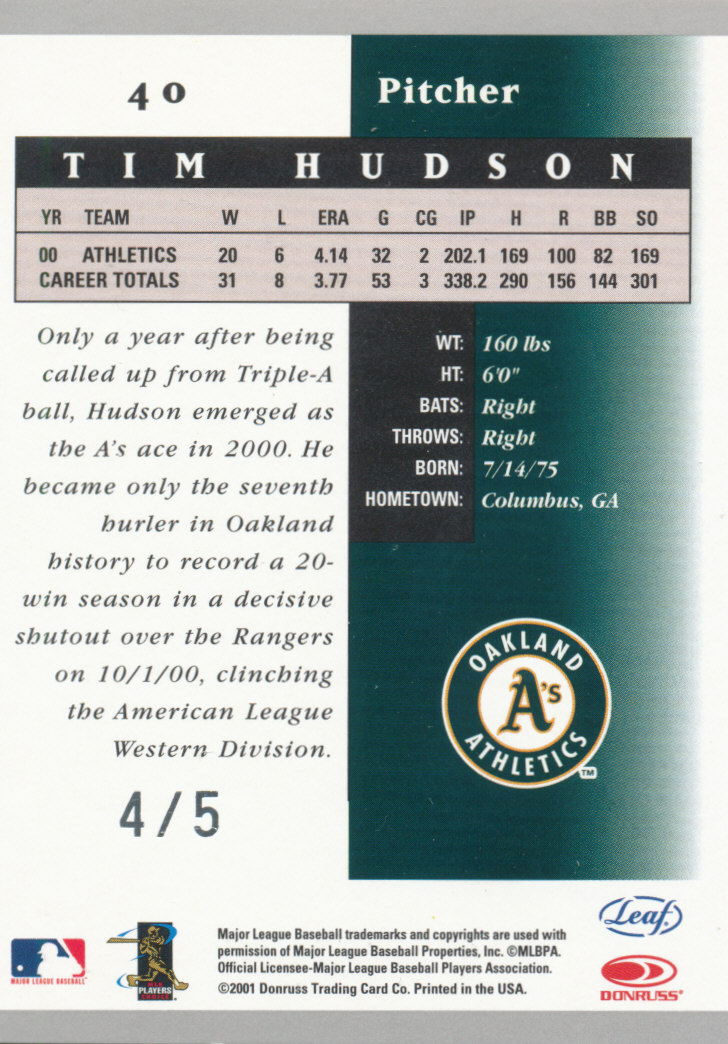 40
Pitcher
TIM HUDSON
YR TEAM W L ERA G CG IP H R BB SO
00 ATHLETICS 20 6 4.14 32 2 202.1 169 100 82 169
CAREER TOTALS 31 8 3.77 53 3 338.2 290 156 144 301
Only a year after being
called up from Triple-A
ball, Hudson emerged as
the A's ace in 2000. He
became only the seventh
hurler in Oakland
history to record a 20-
win season in a decisive
shutout over the Rangers
on 10/1/00, clinching
the American League
Western Division.
4/5
WT: 160 lbs
HT: 6'0"
BATS: Right
THROWS: Right
BORN: 7/14/75
HOMETOWN: Columbus, GA
OAKLAND
A's
ATHLETICS
TM
Leaf
MAJOR LEAGUE BASEBALL
MLB
PLAYERS
CHOICE
Major League Baseball trademarks and copyrights are used with
permission of Major League Baseball Properties, Inc. ©MLBPA.
Official Licensee-Major League Baseball Players Association.
©2001 Donruss Trading Card Co. Printed in the USA.
DONRUSS